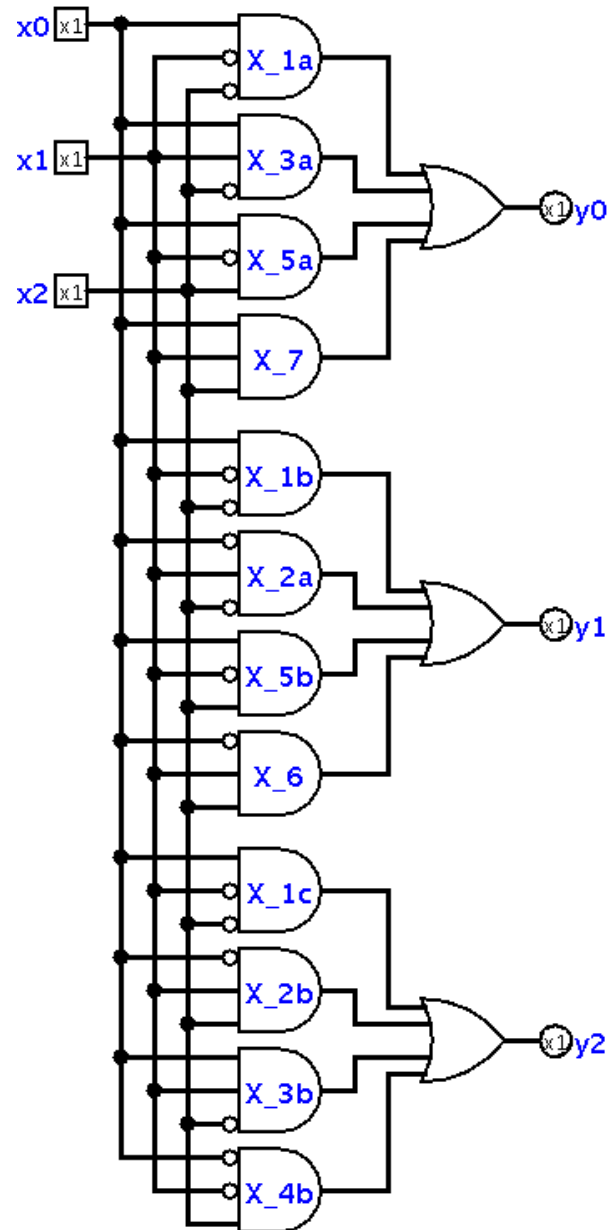 x0 x1
X_1a
x1 x1
X_3a
x1 y0
X_5a
x2 x1
X_7
X_1b
X_2a
x1 y1
X_5b
X_6
X_1c
X_2b
x1 y2
X_3b
X_4b